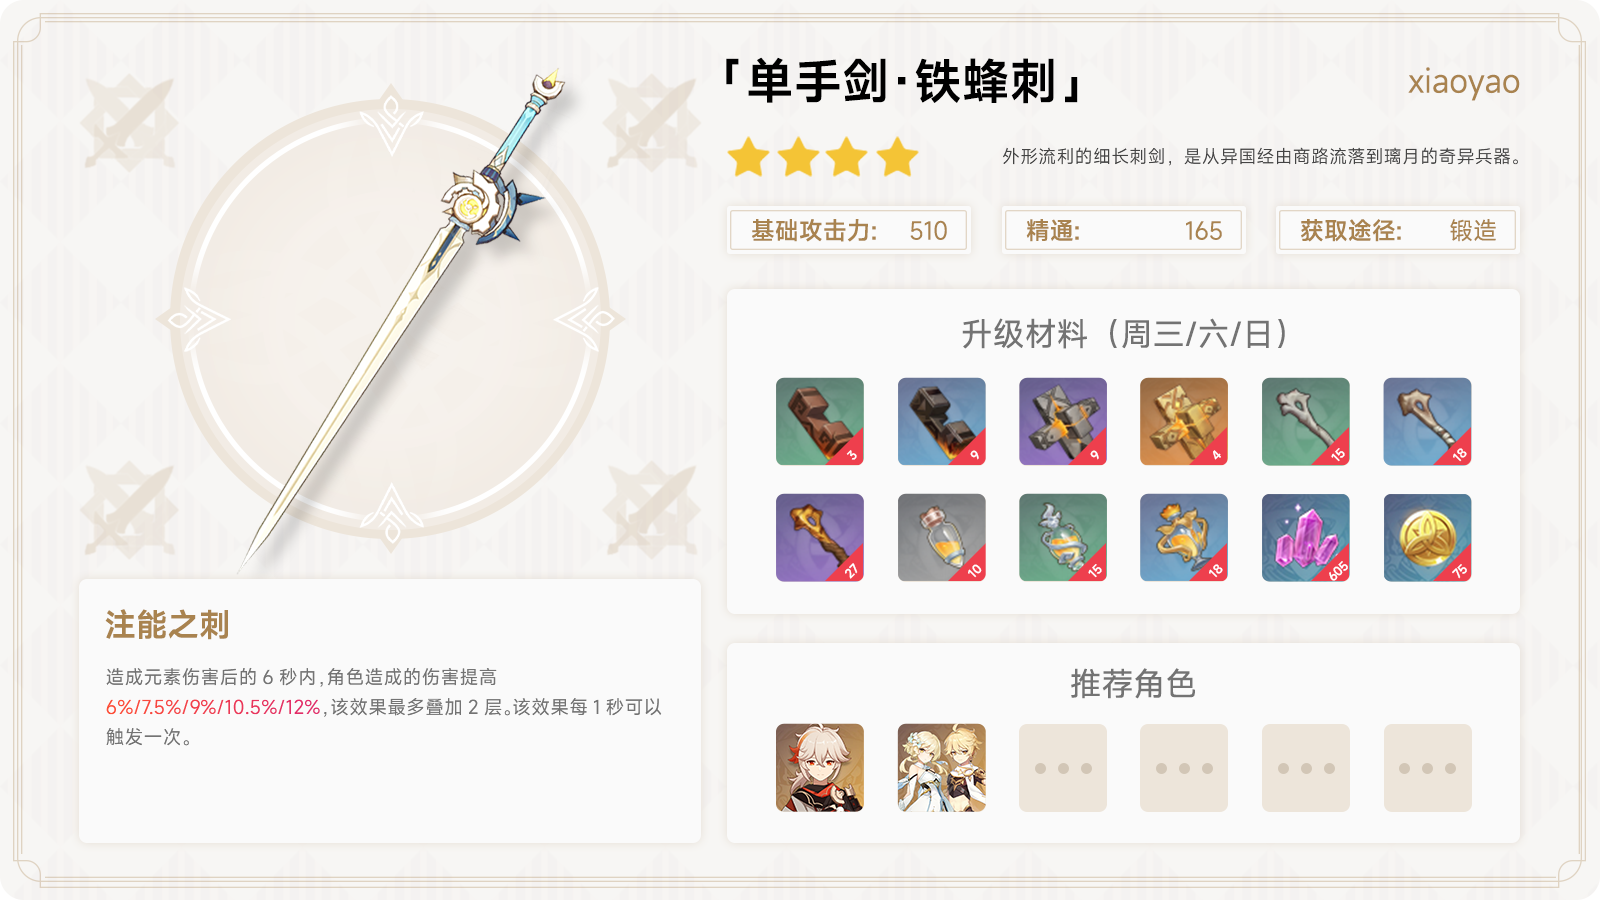 「单手剑·铁蜂刺」
xiaoyao
外形流利的细长刺剑，是从异国经由商路流落到璃月的奇异兵器。
基础攻击力: 510
精通: 165
获取途径: 锻造
升级材料（周三/六/日）
3 9 9 4 15 18
27 10 15 18 605 75
注能之刺
造成元素伤害后的 6 秒内,角色造成的伤害提高
6%/7.5%/9%/10.5%/12%,该效果最多叠加 2 层。该效果每 1 秒可以
触发一次。
推荐角色